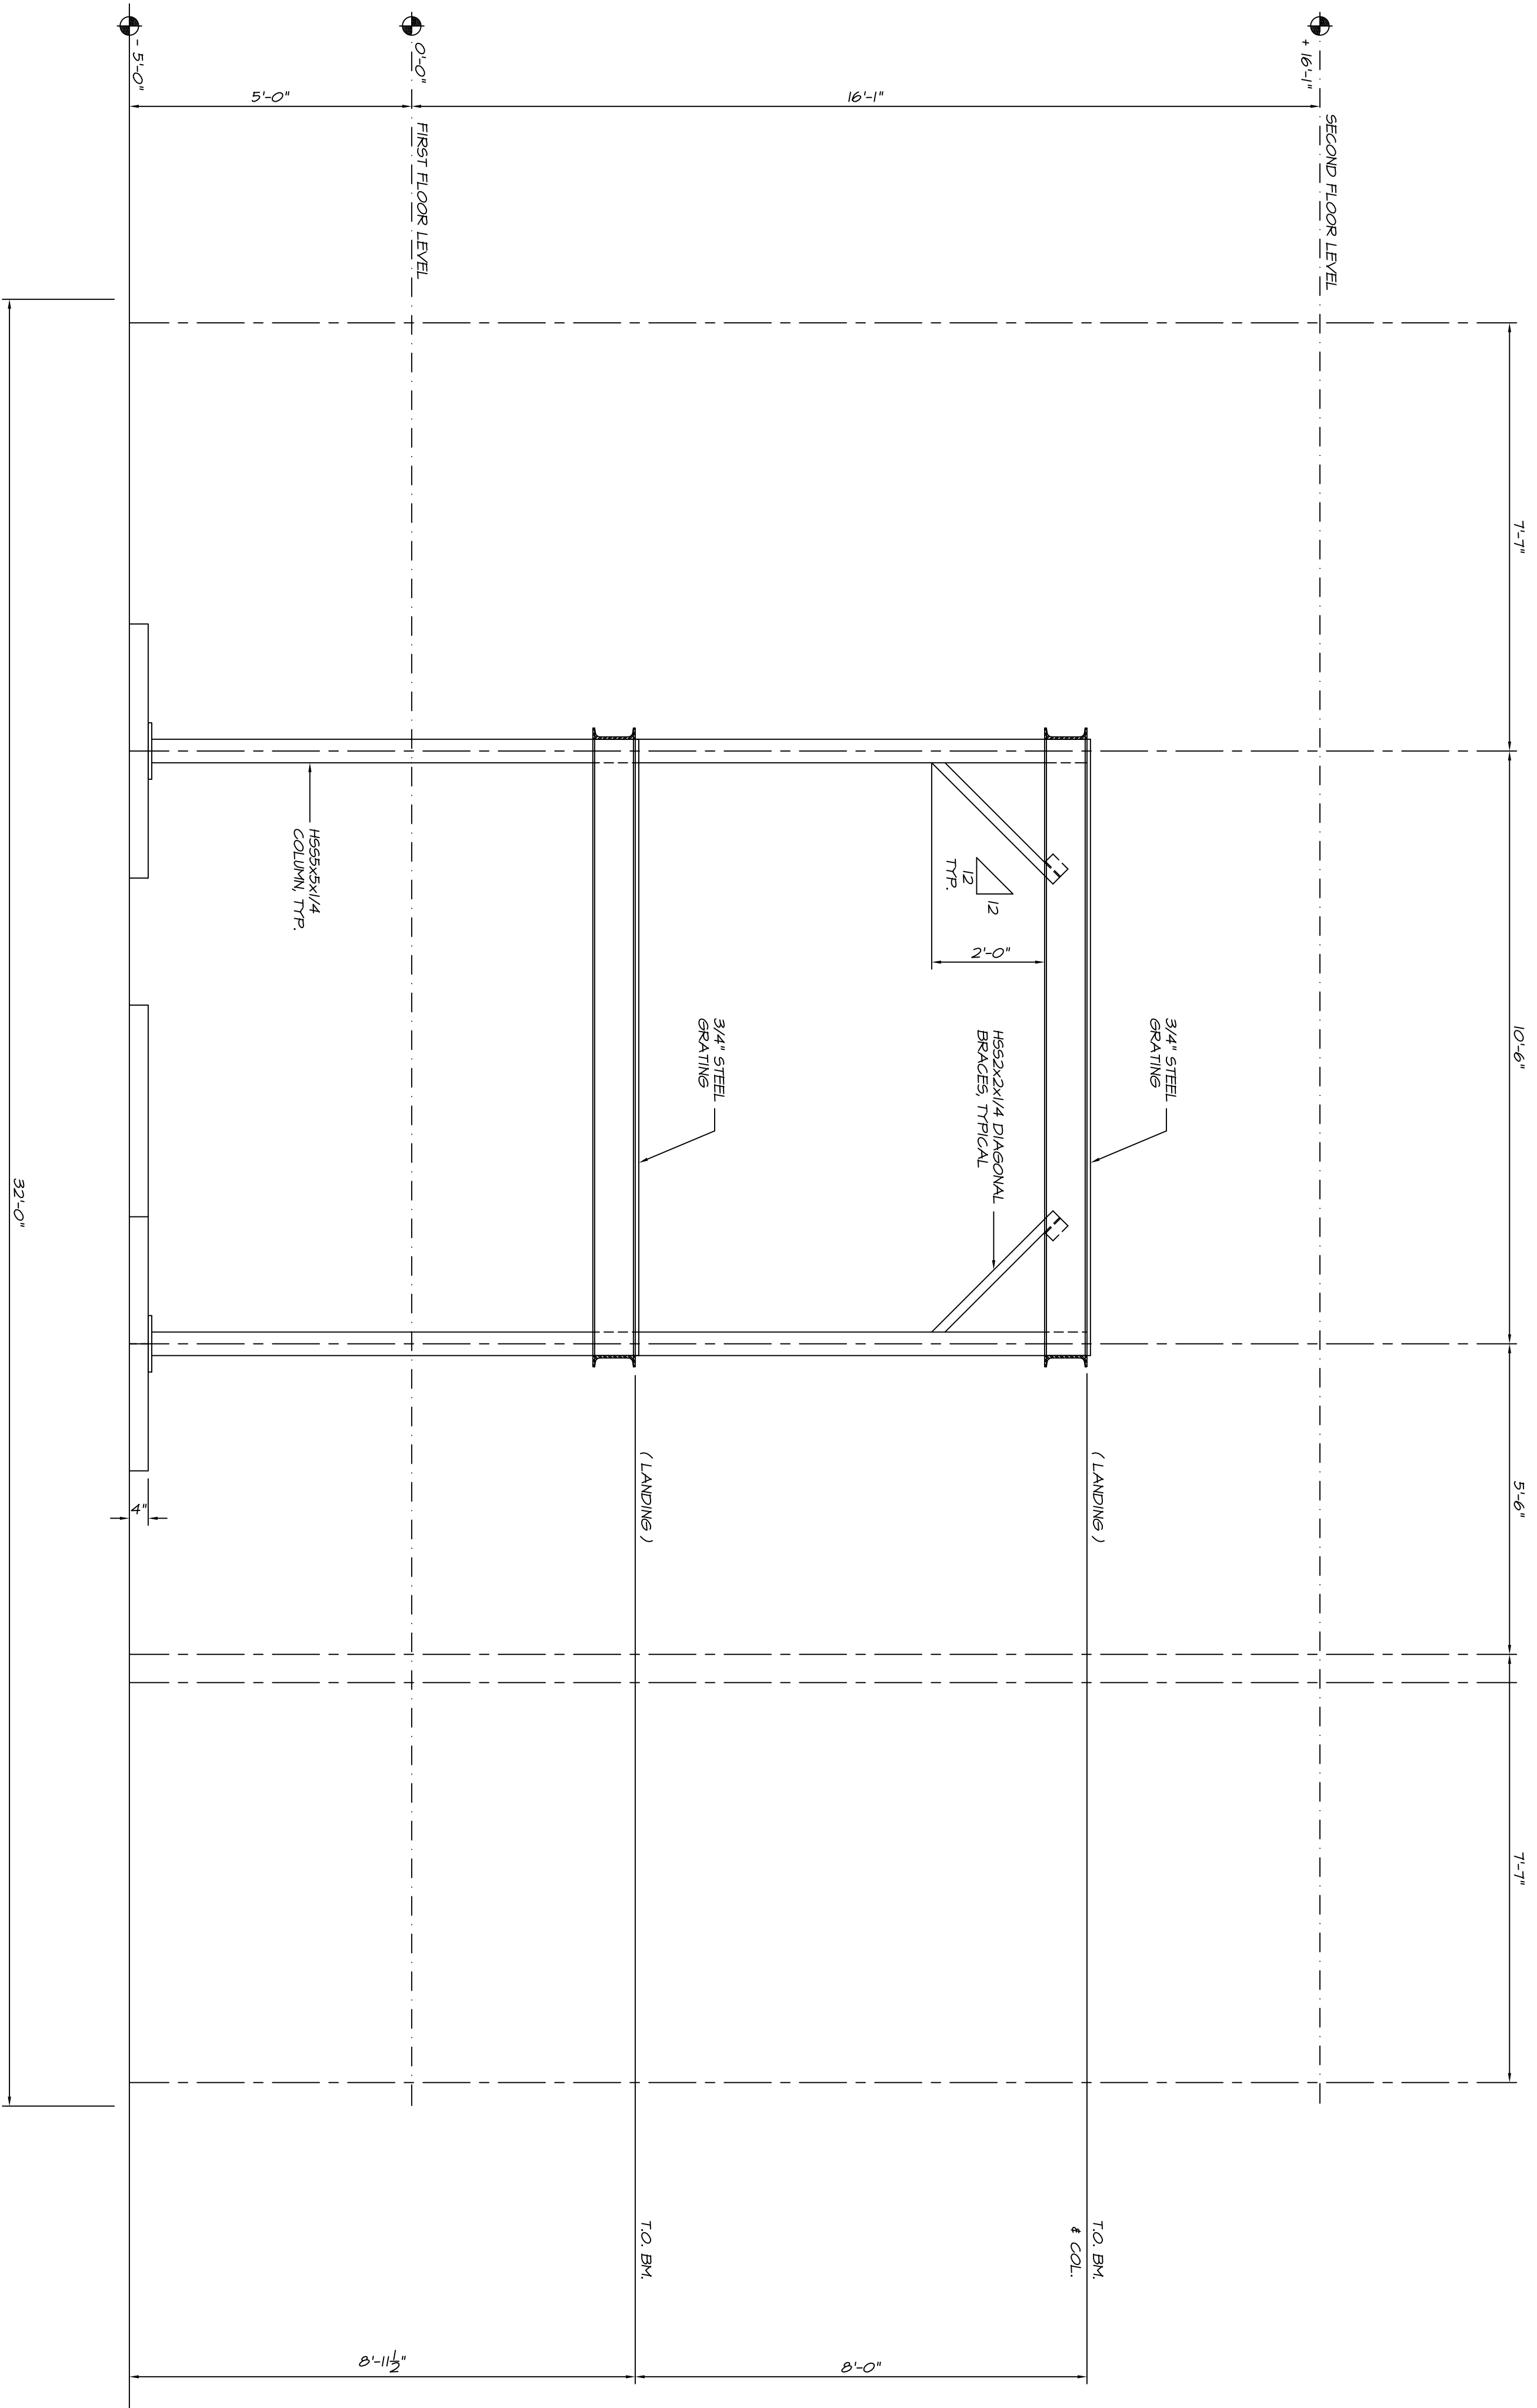 7'-7"
10'-6"
5'-6"
7'-7"
SECOND FLOOR LEVEL
+ 16'-1"
3/4" STEEL
GRATING
( LANDING )
T.O. BM.
& COL.
16'-1"
2'-0"
12
12
TYP.
HSS2x2x1/4 DIAGONAL
BRACES, TYPICAL
8'-0"
3/4" STEEL
GRATING
( LANDING )
T.O. BM.
FIRST FLOOR LEVEL
0'-0"
HSS5x5x1/4
COLUMN, TYP.
5'-0"
8'-11 1/2"
- 5'-0"
4"
32'-0"